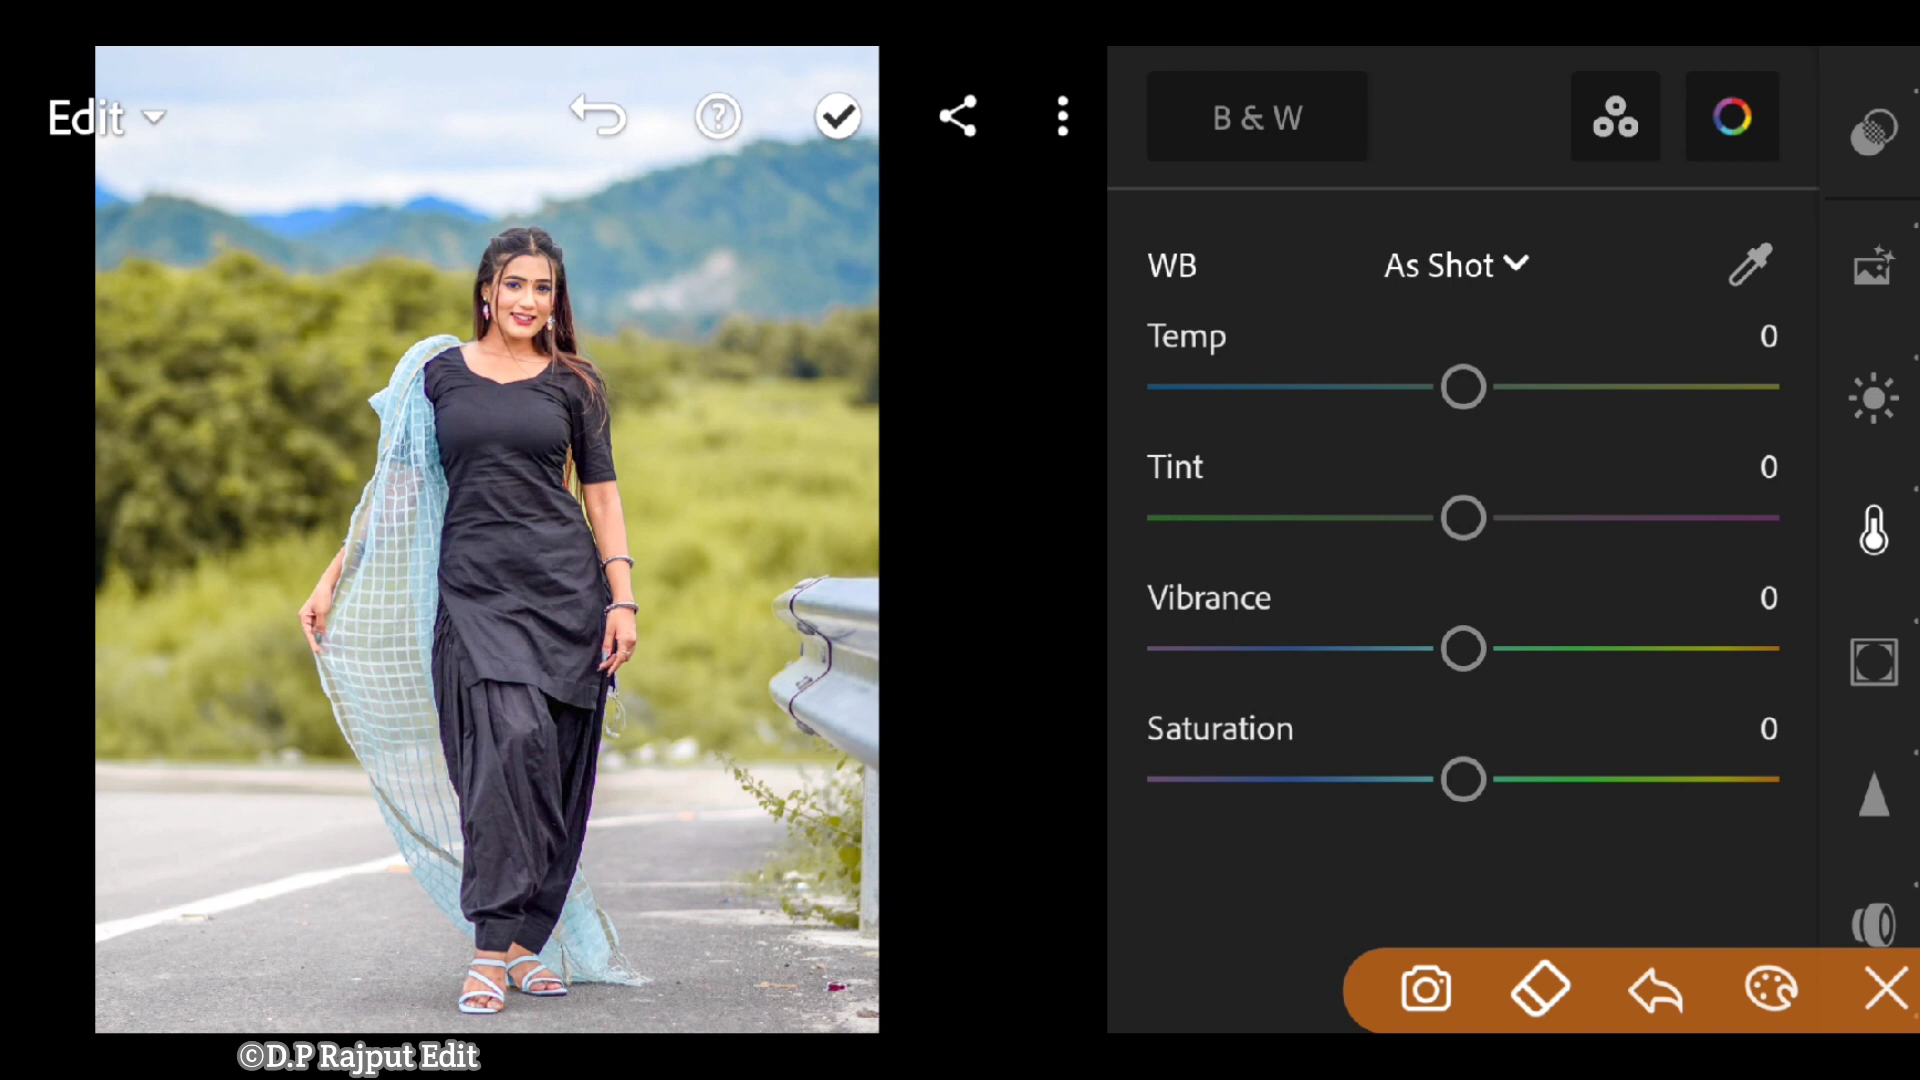 Edit
B & W
WB As Shot
Temp 0
Tint 0
Vibrance 0
Saturation 0
©D.P Rajput Edit